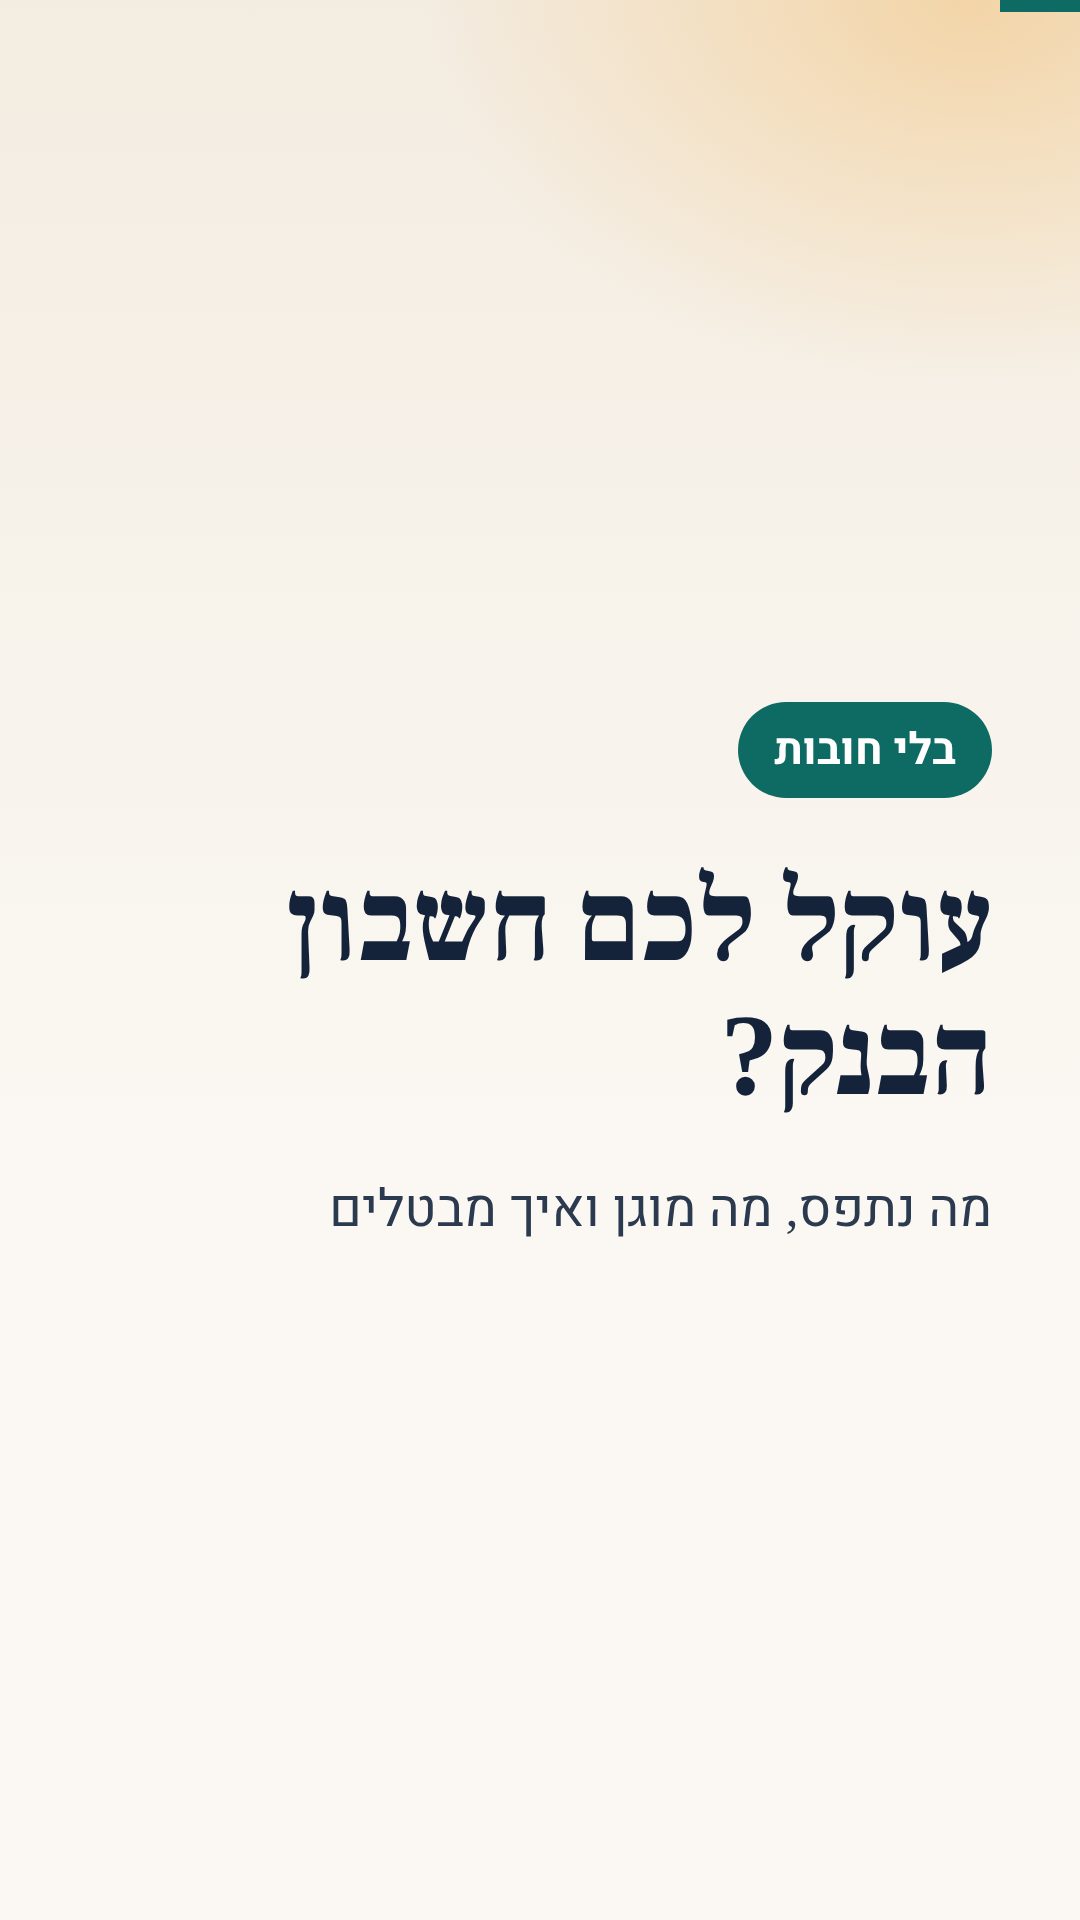 בלי חובות
עוקל לכם חשבון
הבנק?
מה נתפס, מה מוגן ואיך מבטלים